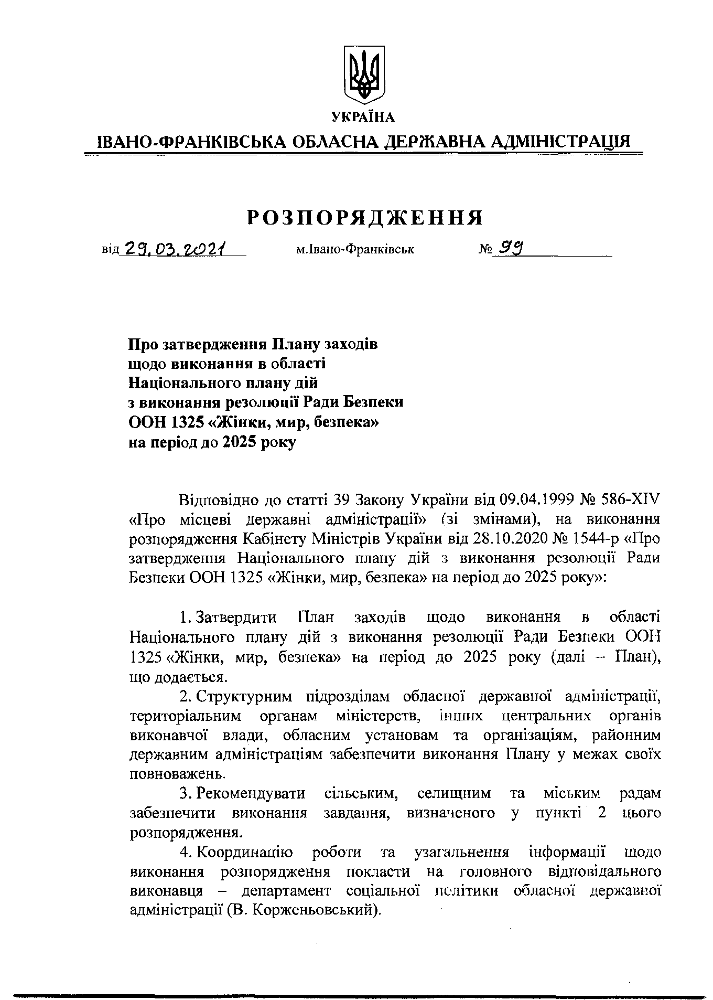 УКРАЇНА
ІВАНО-ФРАНКІВСЬКА ОБЛАСНА ДЕРЖАВНА АДМІНІСТРАЦІЯ
РОЗПОРЯДЖЕННЯ
від 29.03.2021 м.Івано-Франківськ № 99
Про затвердження Плану заходів
щодо виконання в області
Національного плану дій
з виконання резолюції Ради Безпеки
ООН 1325 «Жінки, мир, безпека»
на період до 2025 року
Відповідно до статті 39 Закону України від 09.04.1999 № 586-XIV
«Про місцеві державні адміністрації» (зі змінами), на виконання
розпорядження Кабінету Міністрів України від 28.10.2020 № 1544-р «Про
затвердження Національного плану дій з виконання резолюції Ради
Безпеки ООН 1325 «Жінки, мир, безпека» на період до 2025 року»:
1. Затвердити План заходів щодо виконання в області
Національного плану дій з виконання резолюції Ради Безпеки ООН
1325 «Жінки, мир, безпека» на період до 2025 року (далі – План),
що додається.
2. Структурним підрозділам обласної державної адміністрації,
територіальним органам міністерств, інших центральних органів
виконавчої влади, обласним установам та організаціям, районним
державним адміністраціям забезпечити виконання Плану у межах своїх
повноважень.
3. Рекомендувати сільським, селищним та міським радам
забезпечити виконання завдання, визначеного у пункті 2 цього
розпорядження.
4. Координацію роботи та узагальнення інформації щодо
виконання розпорядження покласти на головного відповідального
виконавця – департамент соціальної політики обласної державної
адміністрації (В. Корженьовський).